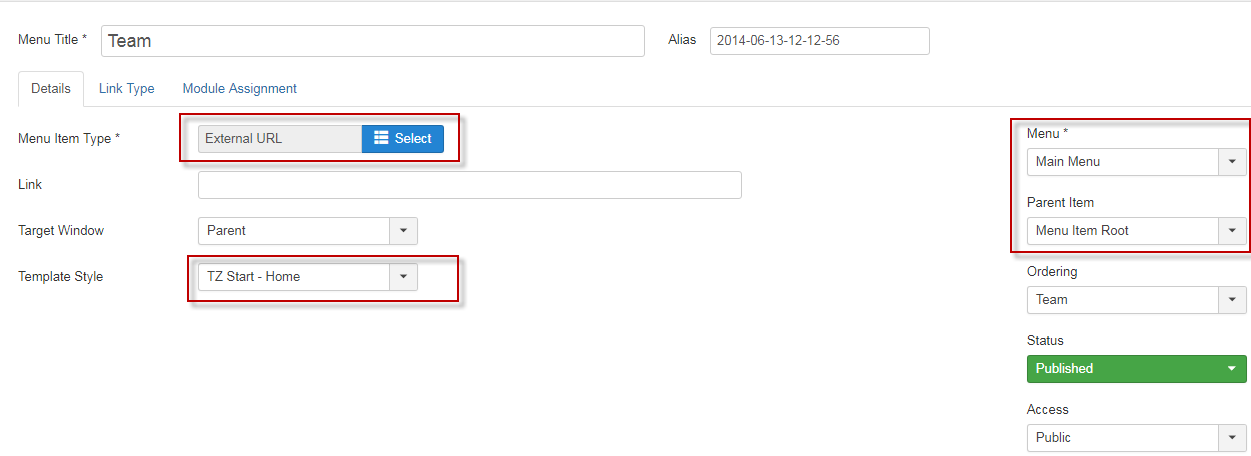 Menu Title * Team Alias 2014-06-13-12-12-56
Details Link Type Module Assignment
Menu Item Type * External URL Select
Link
Target Window Parent
Template Style TZ Start - Home
Menu *
Main Menu
Parent Item
Menu Item Root
Ordering
Team
Status
Published
Access
Public